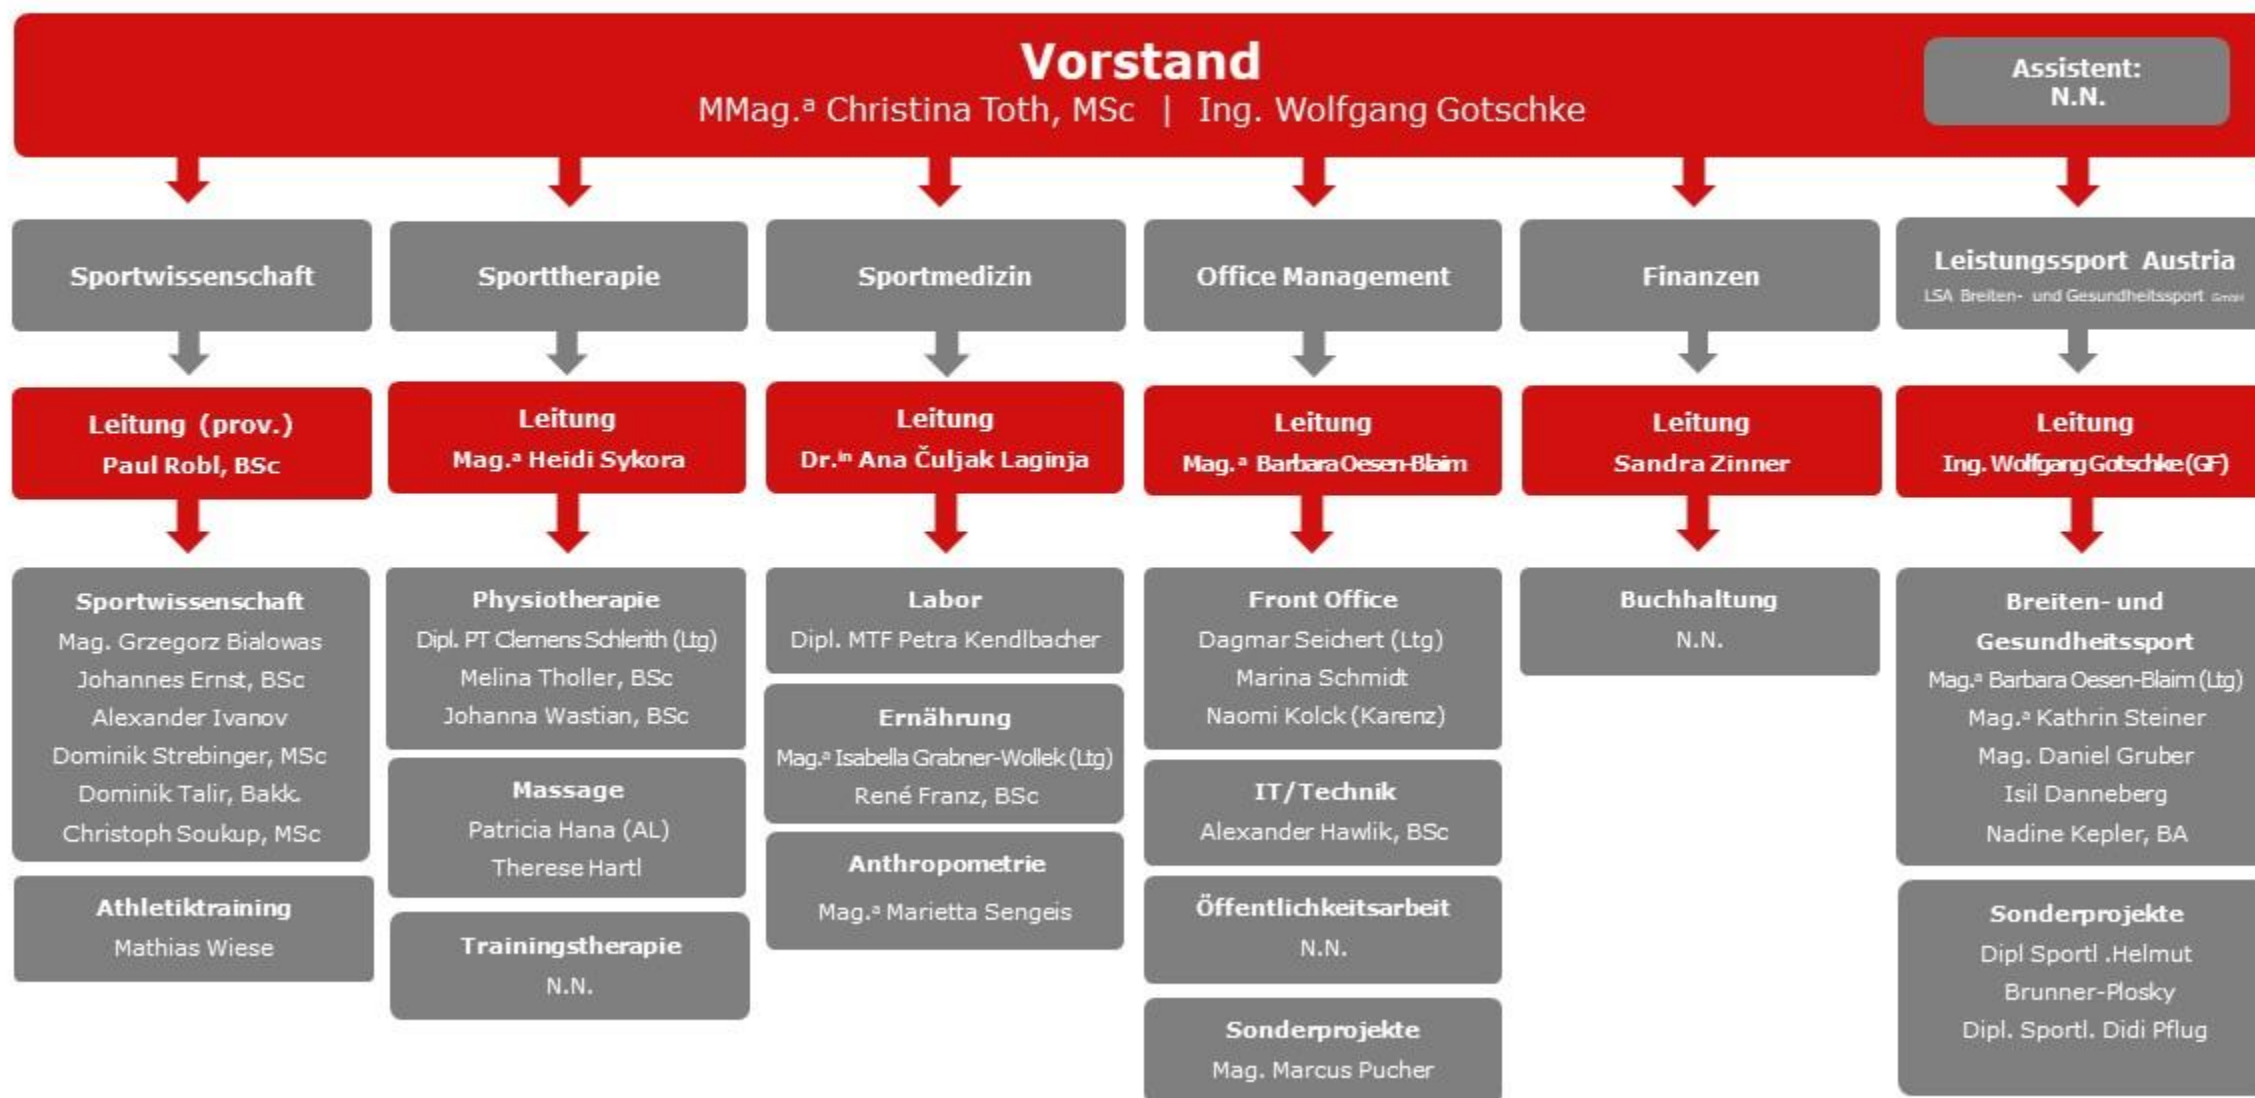 Vorstand
MMag.ª Christina Toth, MSc | Ing. Wolfgang Gotschke
Assistent:
N.N.
Sportwissenschaft
Sporttherapie
Sportmedizin
Office Management
Finanzen
Leistungssport Austria
LSA Breiten- und Gesundheitssport GmbH
Leitung (prov.)
Paul Robl, BSc
Leitung
Mag.ª Heidi Sykora
Leitung
Dr.ⁱⁿ Ana Čuljak Laginja
Leitung
Mag.ª Barbara Oesen-Blaim
Leitung
Sandra Zinner
Leitung
Ing. Wolfgang Gotschke (GF)
Sportwissenschaft
Mag. Grzegorz Bialowas
Johannes Ernst, BSc
Alexander Ivanov
Dominik Strebinger, MSc
Dominik Talir, Bakk.
Christoph Soukup, MSc
Athletiktraining
Mathias Wiese
Physiotherapie
Dipl. PT Clemens Schlerith (Ltg)
Melina Tholler, BSc
Johanna Wastian, BSc
Massage
Patricia Hana (AL)
Therese Hartl
Trainingstherapie
N.N.
Labor
Dipl. MTF Petra Kendlbacher
Ernährung
Mag.ª Isabella Grabner-Wollek (Ltg)
René Franz, BSc
Anthropometrie
Mag.ª Marietta Sengeis
Front Office
Dagmar Seichert (Ltg)
Marina Schmidt
Naomi Kolck (Karenz)
IT/Technik
Alexander Hawlik, BSc
Öffentlichkeitsarbeit
N.N.
Sonderprojekte
Mag. Marcus Pucher
Buchhaltung
N.N.
Breiten- und
Gesundheitssport
Mag.ª Barbara Oesen-Blaim (Ltg)
Mag.ª Kathrin Steiner
Mag. Daniel Gruber
Isil Danneberg
Nadine Kepler, BA
Sonderprojekte
Dipl Sportl .Helmut
Brunner-Plosky
Dipl. Sportl. Didi Pflug